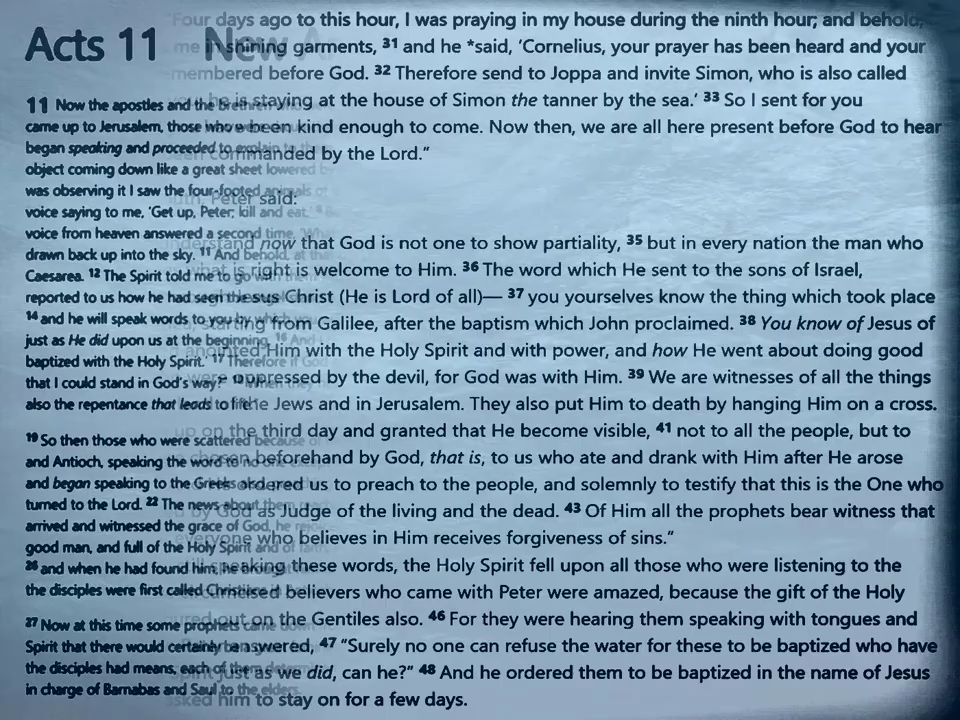 Acts 11 New A
Four days ago to this hour, I was praying in my house during the ninth hour; and behold,
me in shining garments, 31 and he *said, ‘Cornelius, your prayer has been heard and your
membered before God. 32 Therefore send to Joppa and invite Simon, who is also called
he is staying at the house of Simon the tanner by the sea.’ 33 So I sent for you
been kind enough to come. Now then, we are all here present before God to hear
commanded by the Lord.”
Peter said:
understand now that God is not one to show partiality, 35 but in every nation the man who
what is right is welcome to Him. 36 The word which He sent to the sons of Israel,
Jesus Christ (He is Lord of all)— 37 you yourselves know the thing which took place
starting from Galilee, after the baptism which John proclaimed. 38 You know of Jesus of
anointed Him with the Holy Spirit and with power, and how He went about doing good
oppressed by the devil, for God was with Him. 39 We are witnesses of all the things
the Jews and in Jerusalem. They also put Him to death by hanging Him on a cross.
up on the third day and granted that He become visible, 41 not to all the people, but to
chosen beforehand by God, that is, to us who ate and drank with Him after He arose
ordered us to preach to the people, and solemnly to testify that this is the One who
by God as Judge of the living and the dead. 43 Of Him all the prophets bear witness that
everyone who believes in Him receives forgiveness of sins.”
speaking these words, the Holy Spirit fell upon all those who were listening to the
believers who came with Peter were amazed, because the gift of the Holy
out on the Gentiles also. 46 For they were hearing them speaking with tongues and
answered, 47 “Surely no one can refuse the water for these to be baptized who have
Spirit just as we did, can he?” 48 And he ordered them to be baptized in the name of Jesus
asked him to stay on for a few days.
11 Now the apostles and the brethren
came up to Jerusalem, those who
began speaking and proceeded to explain
object coming down like a great sheet lowered
was observing it I saw the four-footed animals of
voice saying to me, ‘Get up, Peter; kill and eat.’
voice from heaven answered a second time,
drawn back up into the sky. 11 And behold, at
Caesarea. 12 The Spirit told me to go
reported to us how he had seen the
14 and he will speak words to you by which
just as He did upon us at the beginning. 16 And
baptized with the Holy Spirit.’ 17 Therefore if God
that I could stand in God’s way?” 18 When they
also the repentance that leads to life.
19 So then those who were scattered because of
and Antioch, speaking the word to no one except
and began speaking to the Greeks
turned to the Lord. 22 The news about them
arrived and witnessed the grace of God, he
good man, and full of the Holy Spirit and of faith
26 and when he had found him, he
the disciples were first called Christians
27 Now at this time some prophets came down
Spirit that there would certainly be a
the disciples had means, each of them
in charge of Barnabas and Saul to the elders.